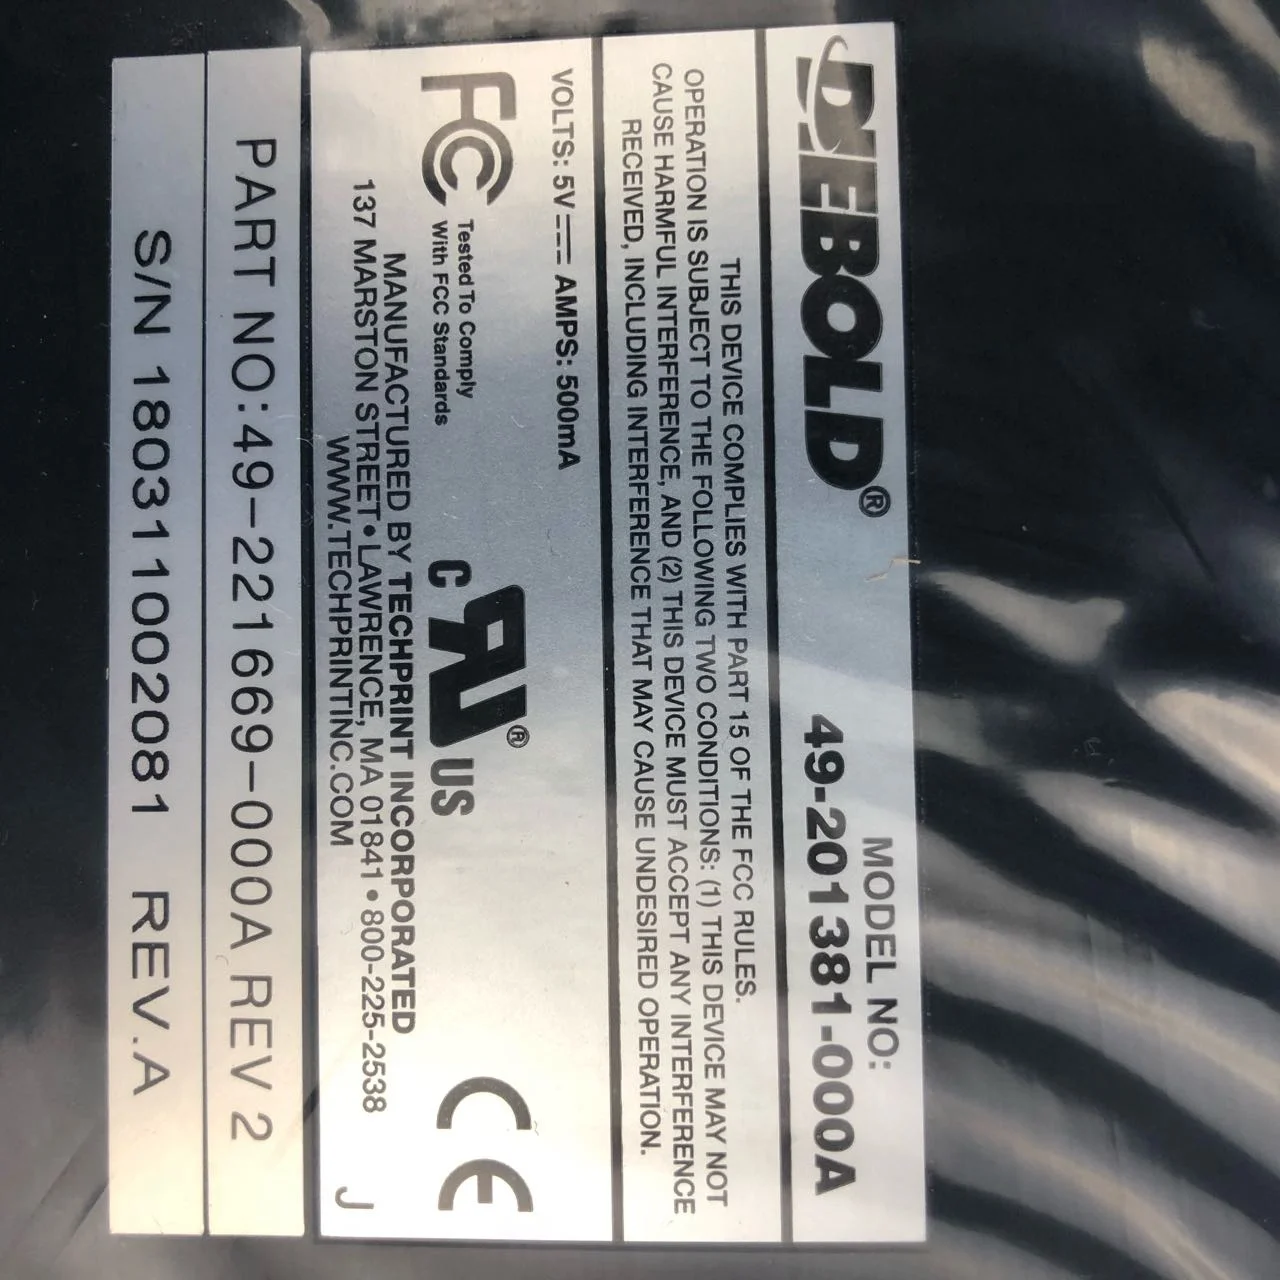 DIEBOLD®
MODEL NO:
49-201381-000A
THIS DEVICE COMPLIES WITH PART 15 OF THE FCC RULES.
OPERATION IS SUBJECT TO THE FOLLOWING TWO CONDITIONS: (1) THIS DEVICE MAY NOT
CAUSE HARMFUL INTERFERENCE, AND (2) THIS DEVICE MUST ACCEPT ANY INTERFERENCE
RECEIVED, INCLUDING INTERFERENCE THAT MAY CAUSE UNDESIRED OPERATION.
VOLTS: 5V⎓ AMPS: 500mA
FC Tested To Comply
With FCC Standards
C UR® US
CE
MANUFACTURED BY TECHPRINT INCORPORATED
137 MARSTON STREET • LAWRENCE, MA 01841 • 800-225-2538
WWW.TECHPRINTINC.COM
J
PART NO:49-221669-000A REV 2
S/N 180311002081 REV.A